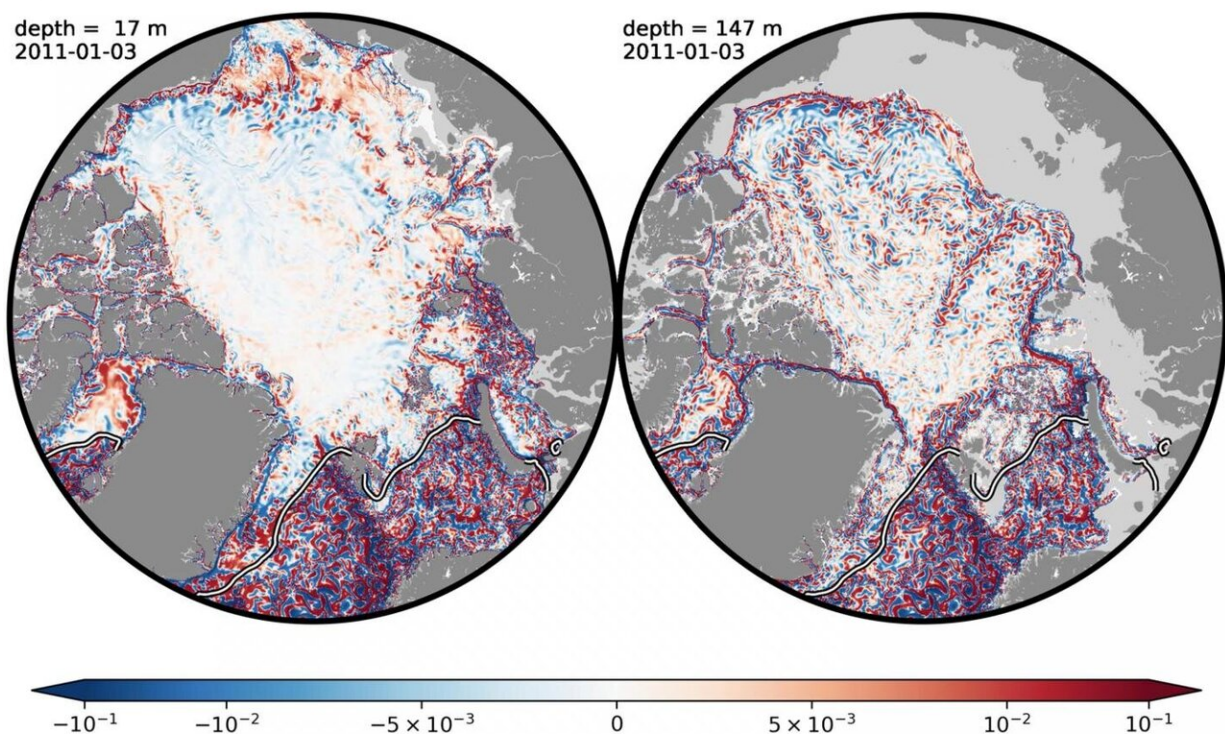 depth =  17 m
2011-01-03
depth = 147 m
2011-01-03
−10⁻¹ −10⁻² −5 × 10⁻³ 0 5 × 10⁻³ 10⁻² 10⁻¹